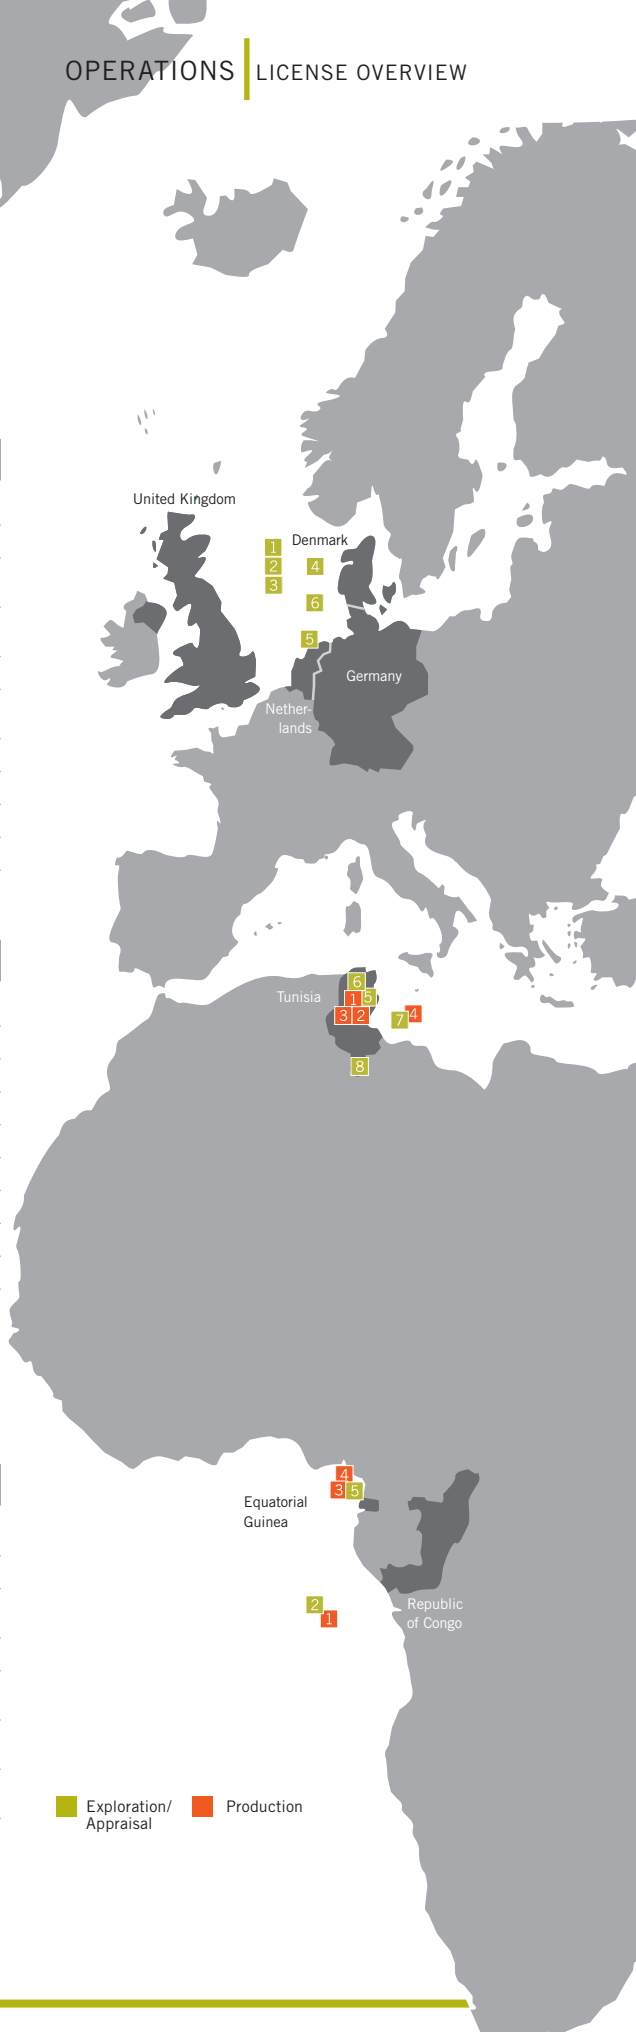 OPERATIONS LICENSE OVERVIEW
United Kingdom
Denmark
1
2 4
3
6
5
Germany
Nether-
lands
6
Tunisia 1 5
3 2 7 4
8
4
3 5
Equatorial
Guinea
2
1
Republic
of Congo
Exploration/ Production
Appraisal